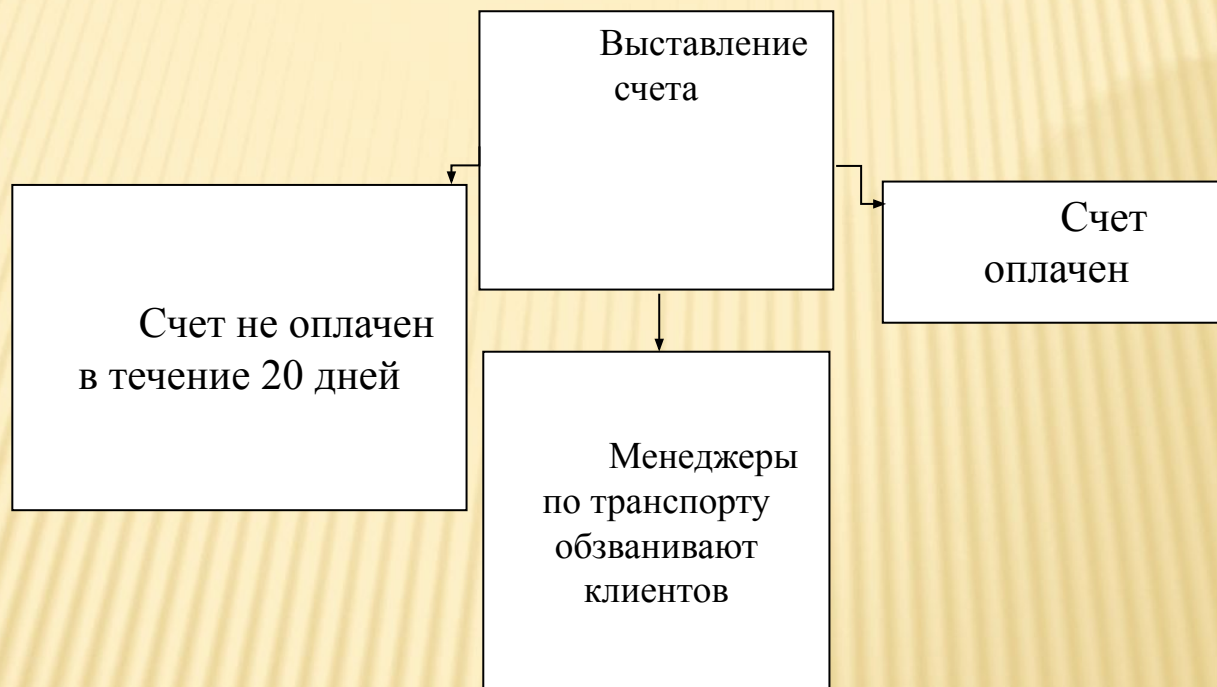 Выставление
счета
Счет не оплачен
в течение 20 дней
Менеджеры
по транспорту
обзванивают
клиентов
Счет
оплачен